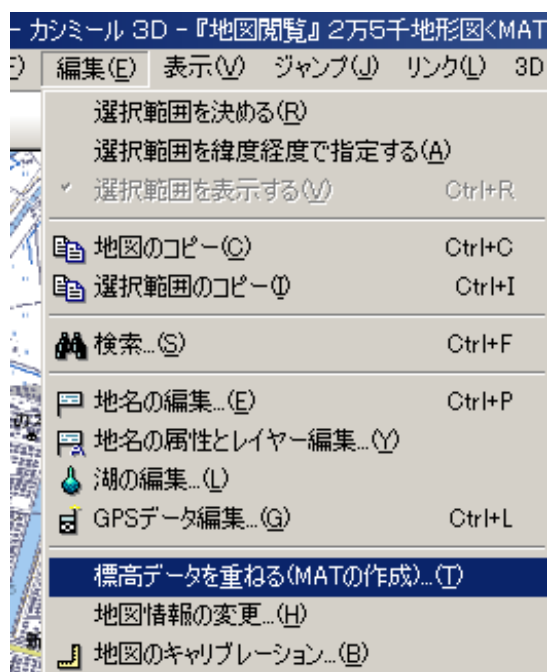 - カシミール 3D - 『地図閲覧』 2万5千地形図<MAT
編集(E) 表示(V) ジャンプ(J) リンク(L) 3D
選択範囲を決める(R)
選択範囲を緯度経度で指定する(A)
選択範囲を表示する(V) Ctrl+R
地図のコピー(C) Ctrl+C
選択範囲のコピー(I) Ctrl+I
検索...(S) Ctrl+F
地名の編集...(E) Ctrl+P
地名の属性とレイヤー編集...(Y)
湖の編集...(L)
GPSデータ編集...(G) Ctrl+L
標高データを重ねる(MATの作成)...(T)
地図情報の変更...(H)
新
地図のキャリブレーション...(B)